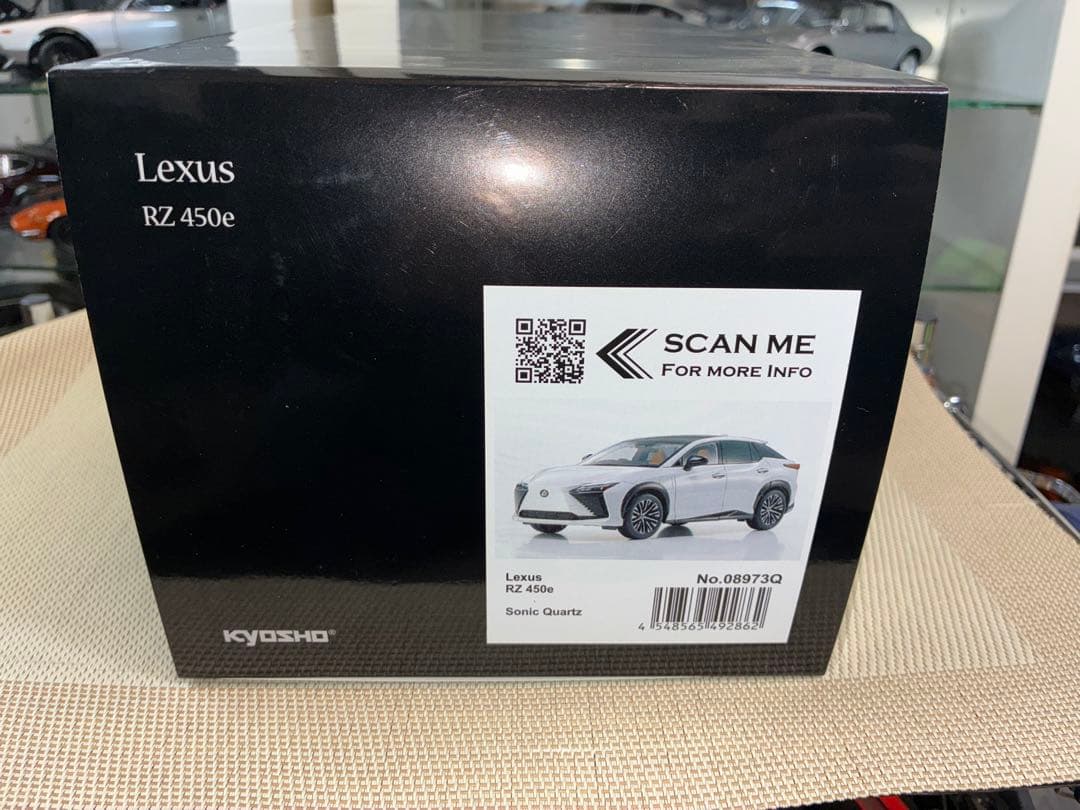 Lexus
RZ 450e
SCAN ME
FOR MORE INFO
Lexus
RZ 450e
No.08973Q
Sonic Quartz
4 548565 492862
KYOSHO®